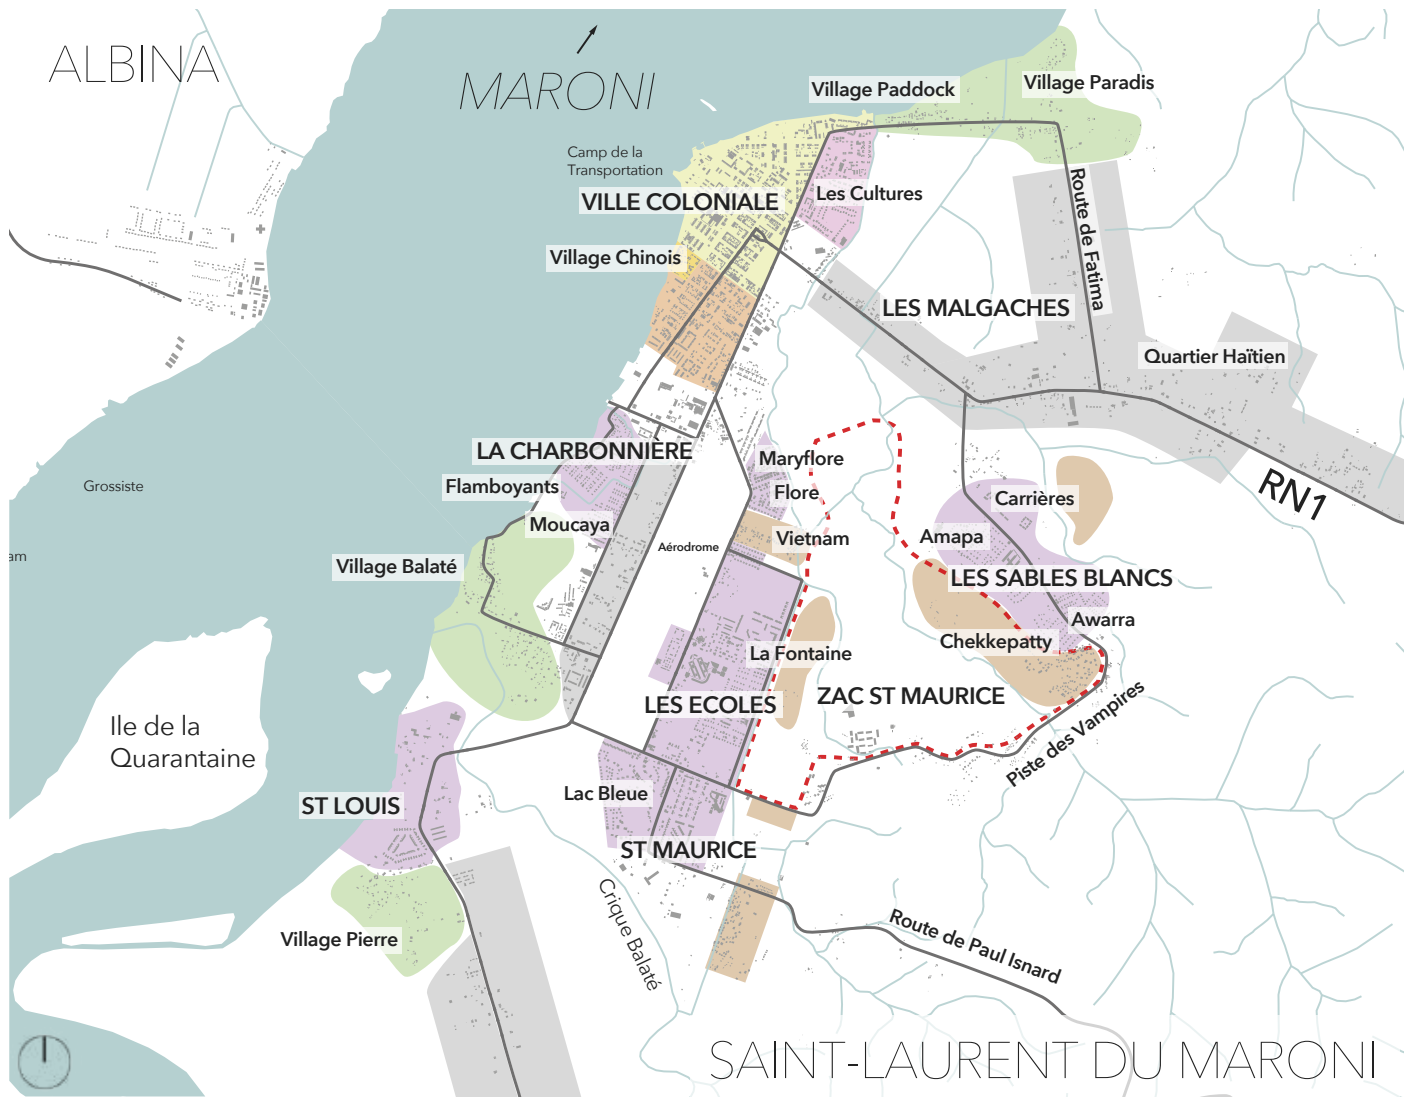 ALBINA
MARONI
Village Paddock
Village Paradis
Camp de la
Transportation
VILLE COLONIALE
Les Cultures
Route de Fatima
Village Chinois
LES MALGACHES
Quartier Haïtien
LA CHARBONNIÈRE
Maryflore
Flamboyants
Flore
Grossiste
Carrières
RN1
Moucaya
Vietnam
Amapa
Aérodrome
am
Village Balaté
LES SABLES BLANCS
Awarra
Chekkepatty
La Fontaine
ZAC ST MAURICE
LES ECOLES
Ile de la
Quarantaine
Piste des Vampires
Lac Bleue
ST LOUIS
ST MAURICE
Crique Balaté
Village Pierre
Route de Paul Isnard
SAINT-LAURENT DU MARONI